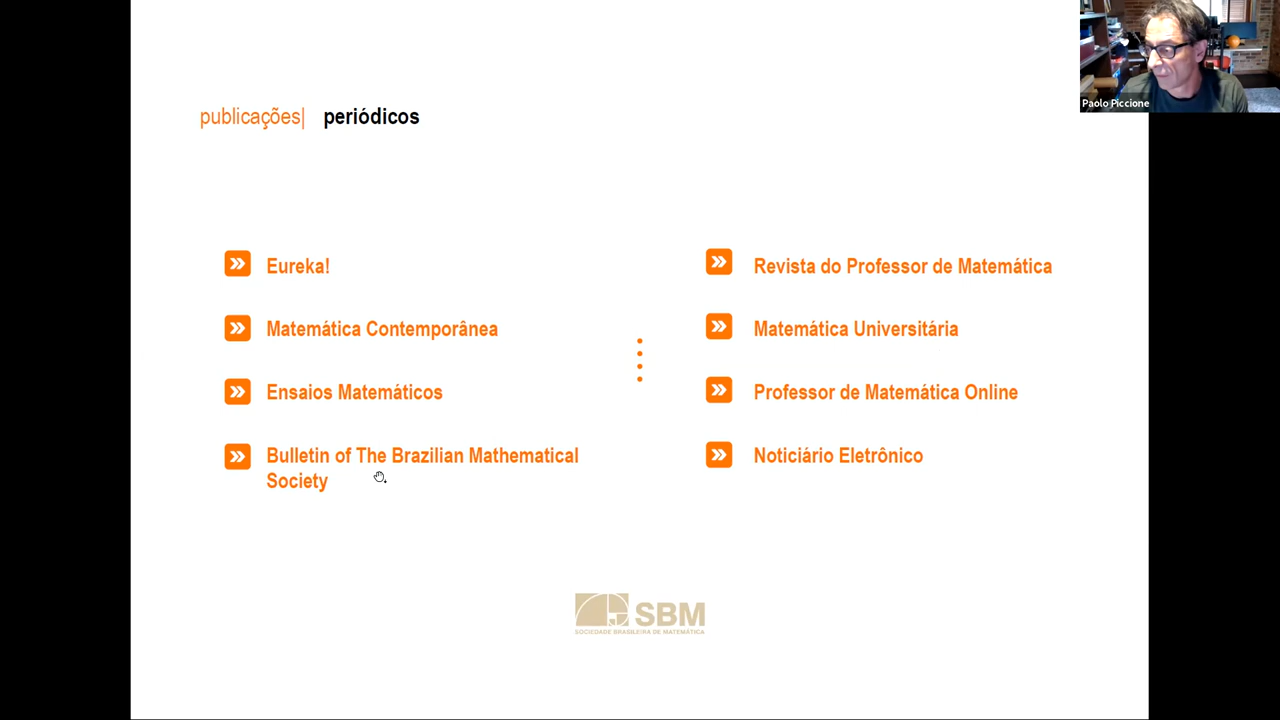 Paolo Piccione
publicações| periódicos
Eureka!
Matemática Contemporânea
Ensaios Matemáticos
Bulletin of The Brazilian Mathematical
Society
Revista do Professor de Matemática
Matemática Universitária
Professor de Matemática Online
Noticiário Eletrônico
SBM
SOCIEDADE BRASILEIRA DE MATEMÁTICA